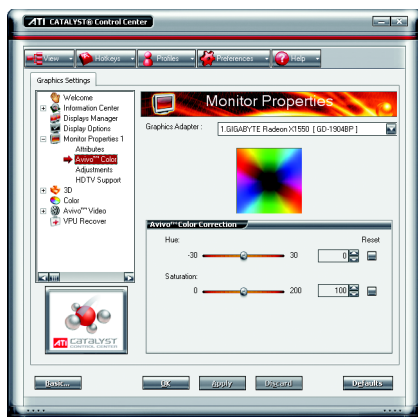 ATI CATALYST® Control Center
View
Hotkeys
Profiles
Preferences
Help
Graphics Settings
Welcome
Information Center
Displays Manager
Display Options
Monitor Properties 1
Attributes
Avivo™ Color
Adjustments
HDTV Support
3D
Color
Avivo™ Video
VPU Recover
Monitor Properties
Graphics Adapter :
1.GIGABYTE Radeon X1550 [ GD-1904BP ]
Avivo™Color Correction
Hue:
Reset
-30
30
0
Saturation:
0
200
100
ATI CATALYST
CONTROL CENTER
Basic...
OK
Apply
Discard
Defaults